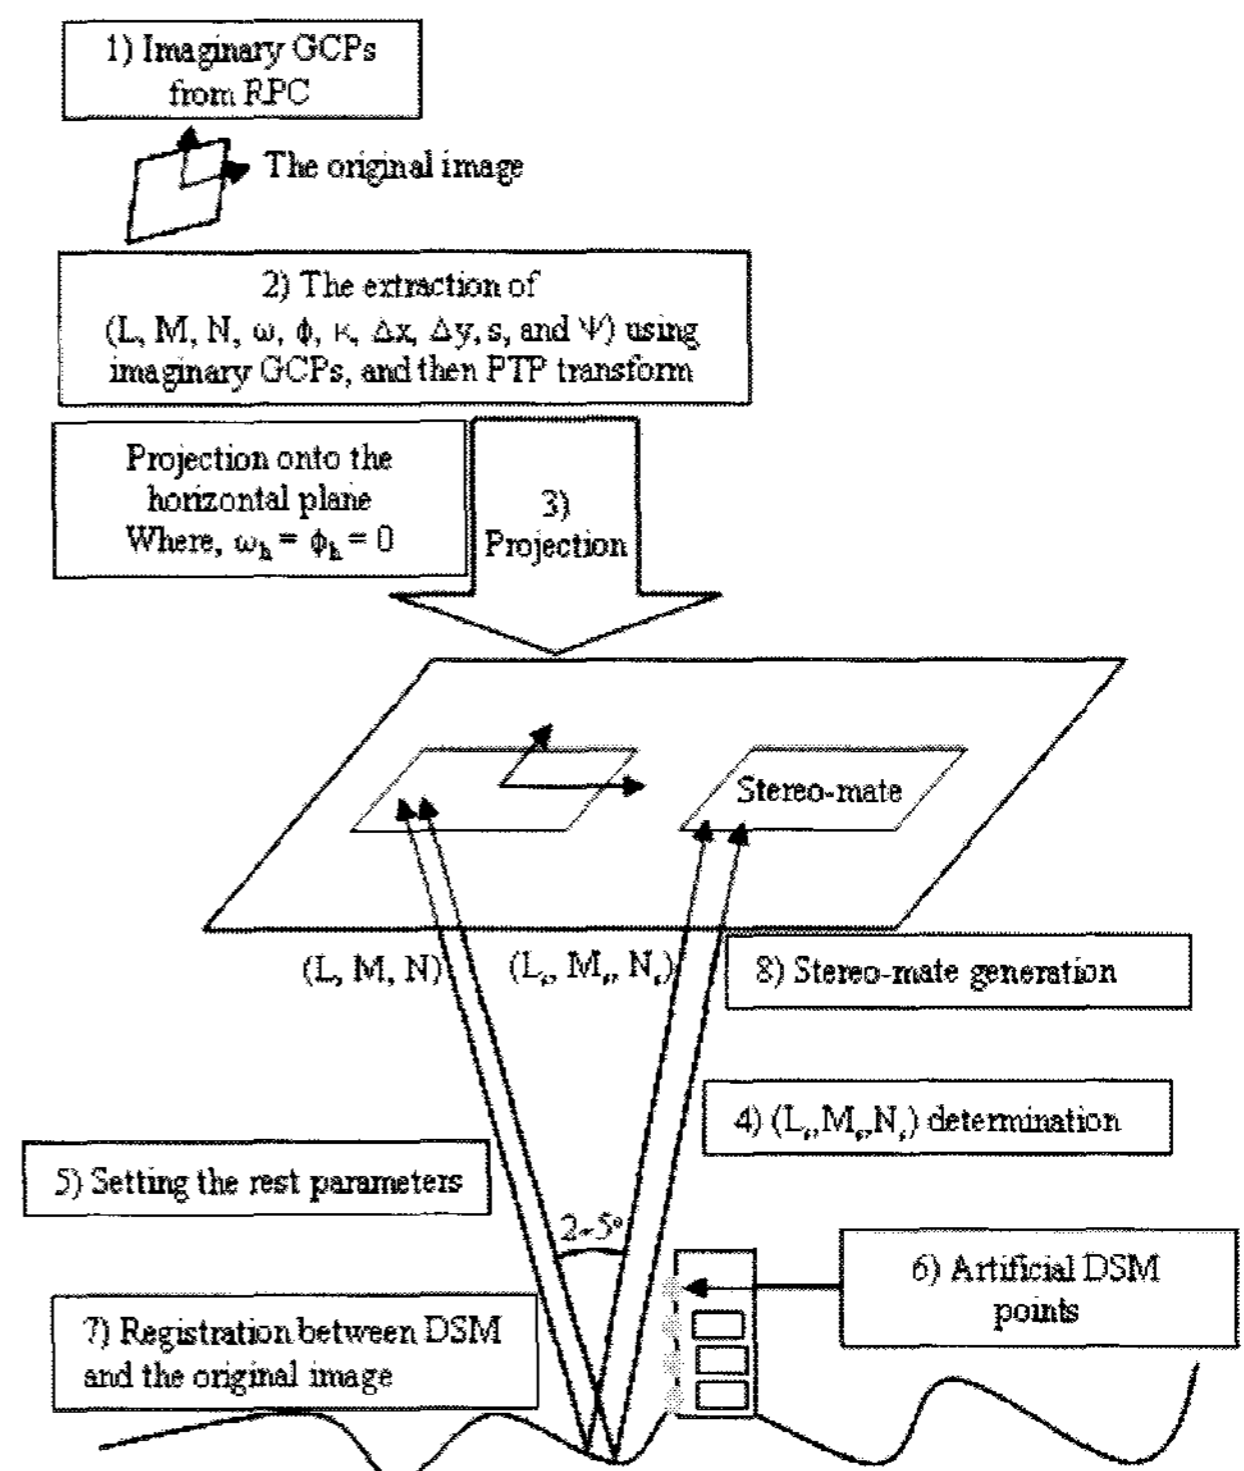 1) Imaginary GCPs
from RPC
The original image
2) The extraction of
(L, M, N, ω, ϕ, κ, Δx, Δy, s, and Ψ) using
imaginary GCPs, and then PTP transform
Projection onto the
horizontal plane
Where, ωₕ = ϕₕ = 0
3)
Projection
Stereo-mate
(L, M, N)
(Lₛ, Mₛ, Nₛ)
8) Stereo-mate generation
4) (Lₛ,Mₛ,Nₛ) determination
5) Setting the rest parameters
2~5°
6) Artificial DSM
points
7) Registration between DSM
and the original image